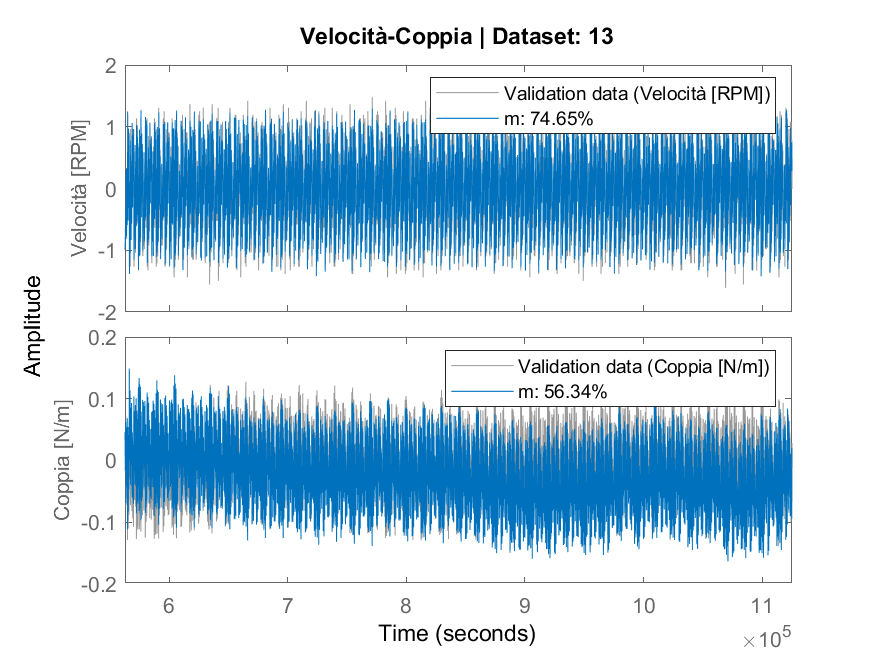 Velocità-Coppia | Dataset: 13
Amplitude
Velocità [RPM]
2
1
0
-1
-2
Validation data (Velocità [RPM])
m: 74.65%
Coppia [N/m]
0.2
0.1
0
-0.1
-0.2
Validation data (Coppia [N/m])
m: 56.34%
6 7 8 9 10 11
Time (seconds)
×10⁵